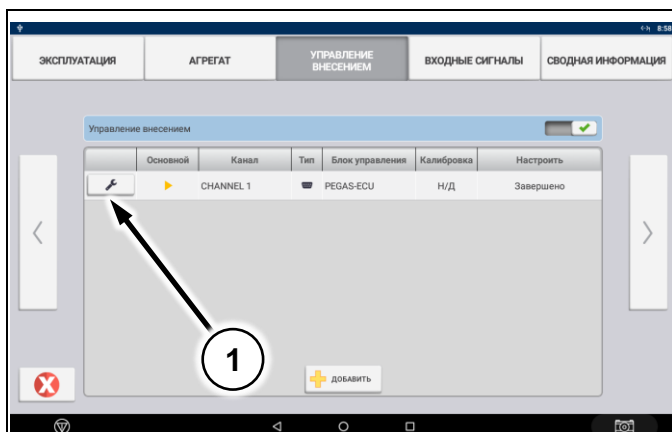 8:58
ЭКСПЛУАТАЦИЯ
АГРЕГАТ
УПРАВЛЕНИЕ
ВНЕСЕНИЕМ
ВХОДНЫЕ СИГНАЛЫ
СВОДНАЯ ИНФОРМАЦИЯ
Управление внесением
Основной Канал Тип Блок управления Калибровка Настроить
CHANNEL 1 PEGAS-ECU Н/Д Завершено
1
ДОБАВИТЬ